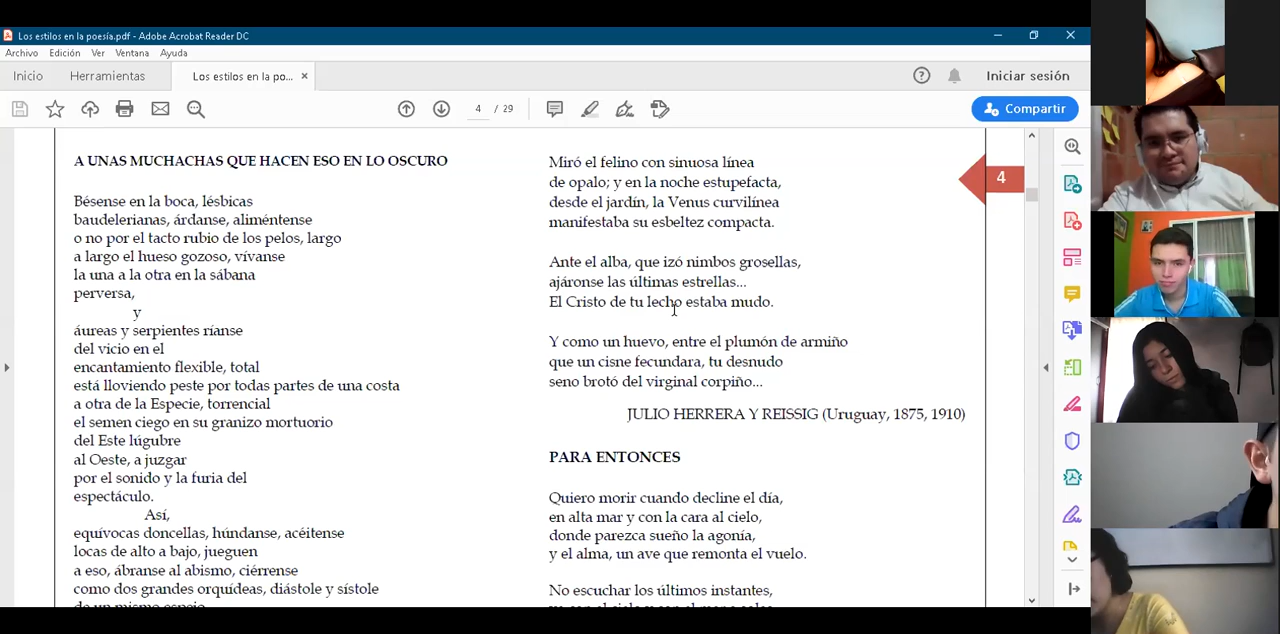 Los estilos en la poesía.pdf - Adobe Acrobat Reader DC
Archivo Edición Ver Ventana Ayuda
Inicio Herramientas Los estilos en la po... × Iniciar sesión
4 / 29 Compartir
A UNAS MUCHACHAS QUE HACEN ESO EN LO OSCURO
Bésense en la boca, lésbicas
baudelerianas, árdanse, aliméntense
o no por el tacto rubio de los pelos, largo
a largo el hueso gozoso, vívanse
la una a la otra en la sábana
perversa,
y
áureas y serpientes ríanse
del vicio en el
encantamiento flexible, total
está lloviendo peste por todas partes de una costa
a otra de la Especie, torrencial
el semen ciego en su granizo mortuorio
del Este lúgubre
al Oeste, a juzgar
por el sonido y la furia del
espectáculo.
Así,
equívocas doncellas, húndanse, acéitense
locas de alto a bajo, jueguen
a eso, ábranse al abismo, ciérrense
como dos grandes orquídeas, diástole y sístole
de un mismo espejo
Miró el felino con sinuosa línea
de opalo; y en la noche estupefacta,
desde el jardín, la Venus curvilínea
manifestaba su esbeltez compacta.
Ante el alba, que izó nimbos grosellas,
ajáronse las últimas estrellas...
El Cristo de tu lecho estaba mudo.
Y como un huevo, entre el plumón de armiño
que un cisne fecundara, tu desnudo
seno brotó del virginal corpiño...
JULIO HERRERA Y REISSIG (Uruguay, 1875, 1910)
PARA ENTONCES
Quiero morir cuando decline el día,
en alta mar y con la cara al cielo,
donde parezca sueño la agonía,
y el alma, un ave que remonta el vuelo.
No escuchar los últimos instantes,
4